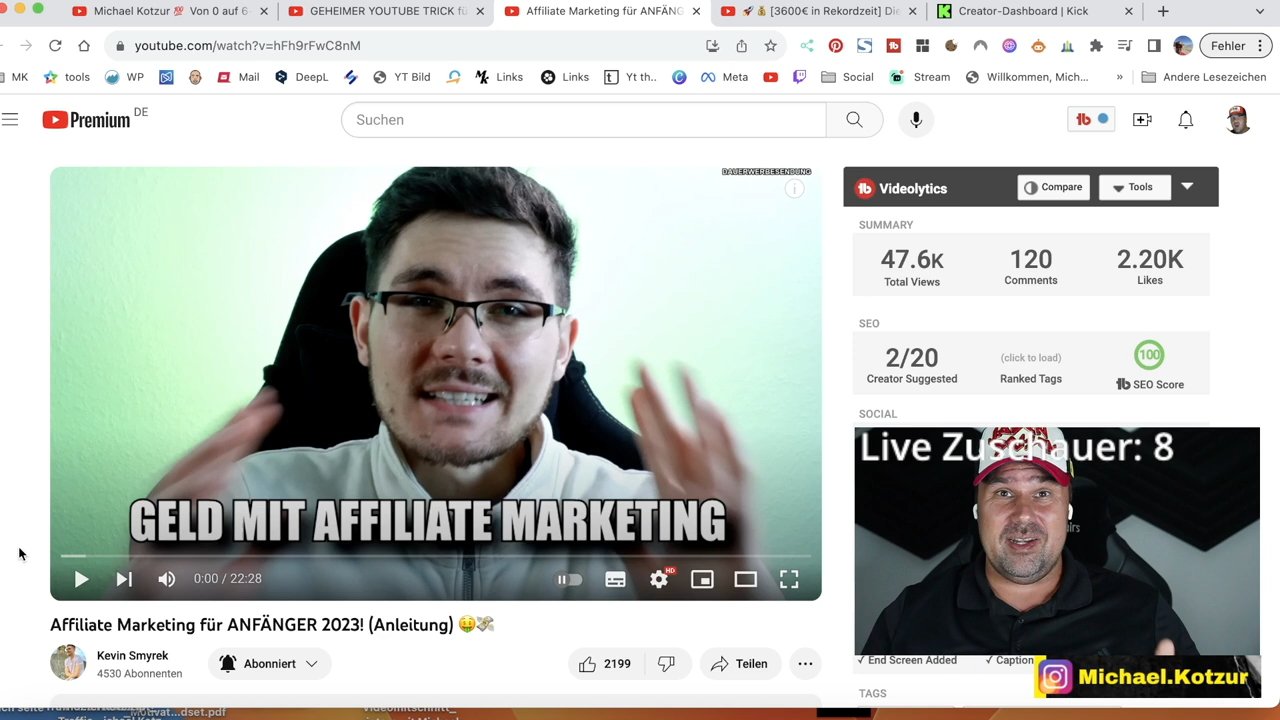 Michael Kotzur 💯 Von 0 auf 6-
GEHEIMER YOUTUBE TRICK fü
Affiliate Marketing für ANFÄNG
🚀💰 [3600€ in Rekordzeit] Die
Creator-Dashboard | Kick
youtube.com/watch?v=hFh9rFwC8nM
Fehler
MK
tools
WP
Mail
DeepL
YT Bild
Links
Links
Yt th..
Meta
Social
Stream
Willkommen, Mich...
»
Andere Lesezeichen
Premium DE
Suchen
DAUERWERBESENDUNG
GELD MIT AFFILIATE MARKETING
0:00 / 22:28
HD
Affiliate Marketing für ANFÄNGER 2023! (Anleitung) 🤑💸
Kevin Smyrek
4530 Abonnenten
Abonniert
2199
Teilen
Videolytics
Compare
Tools
SUMMARY
47.6K
120
2.20K
Total Views
Comments
Likes
SEO
2/20
(click to load)
100
Creator Suggested
Ranked Tags
SEO Score
SOCIAL
Live Zuschauer: 8
✓ End Screen Added
✓ Caption
Michael.Kotzur
TAGS